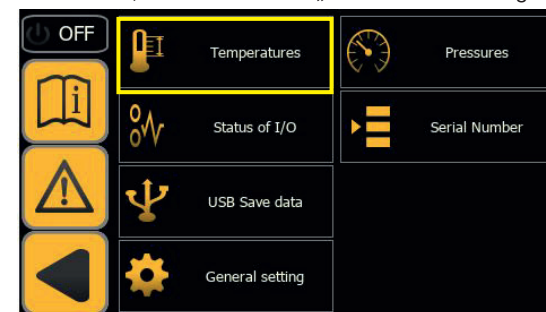 OFF
Temperatures
Pressures
i
Status of I/O
Serial Number
USB Save data
General setting